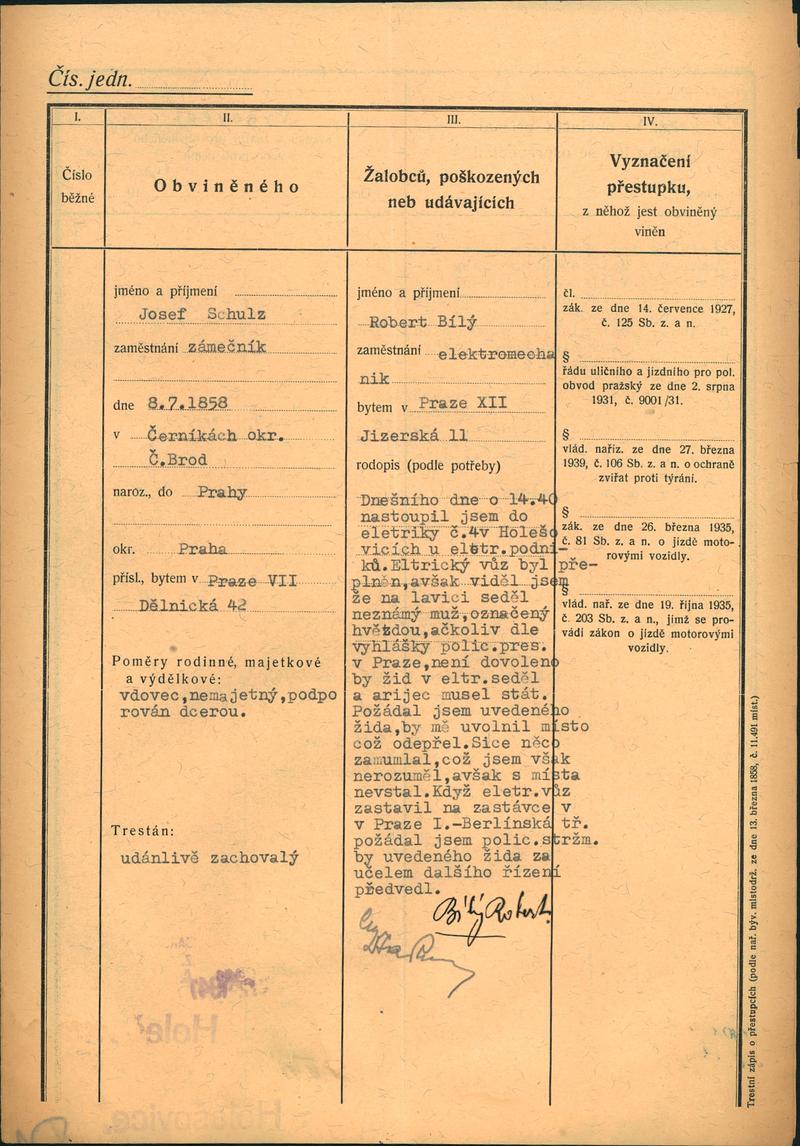 Čís. jedn.
I.
II.
III.
IV.
Číslo
běžné
Obviněného
Žalobců, poškozených
neb udávajících
Vyznačení
přestupku,
z něhož jest obviněný
viněn
jméno a příjmení
Josef Schulz
zaměstnání zámečník
dne 8.7.1858
v Černíkách okr.
Č.Brod
naroz., do Prahy
okr. Praha
přísl., bytem v Praze VII
Dělnická 42
Poměry rodinné, majetkové
a výdělkové:
vdovec,nemajetný,podpo
rován dcerou.
Trestán:
udánlivě zachovalý
jméno a příjmení
Robert Bílý
zaměstnání elektromecha
nik
bytem v Praze XII
Jizerská 11
rodopis (podle potřeby)
Dnešního dne o 14.40
nastoupil jsem do
eletriky č.4v Holešo
vicích u eletr.podni-
ků.Eltrický vůz byl pře-
plněn,avšak viděl jsem
že na lavici seděl
neznámý muž,označený
hvězdou,ačkoliv dle
vyhlášky polic.pres.
v Praze,není dovoleno
by žid v eltr.seděl
a arijec musel stát.
Požádal jsem uvedeného
žida,by mě uvolnil místo
což odepřel.Sice něco
zamumlal,což jsem však
nerozuměl,avšak s místa
nevstal.Když eletr.vůz
zastavil na zastávce v
v Praze I.-Berlínská tř.
požádal jsem polic.stržm.
by uvedeného žida za
učelem dalšího řízení
předvedl.
Bílý Robert
čl.
zák. ze dne 14. července 1927,
č. 125 Sb. z. a n.
§
řádu uličního a jízdního pro pol.
obvod pražský ze dne 2. srpna
1931, č. 9001/31.
§
vlád. naříz. ze dne 27. března
1939, č. 106 Sb. z. a n. o ochraně
zvířat proti týrání.
§
zák. ze dne 26. března 1935,
č. 81 Sb. z. a n. o jízdě moto-
rovými vozidly.
§
vlád. nař. ze dne 19. října 1935,
č. 203 Sb. z. a n., jímž se pro-
vádí zákon o jízdě motorovými
vozidly.
Trestní zápis o přestupcích (podle nař. býv. místodrž. ze dne 13. března 1858, č. 11.491 míst.)